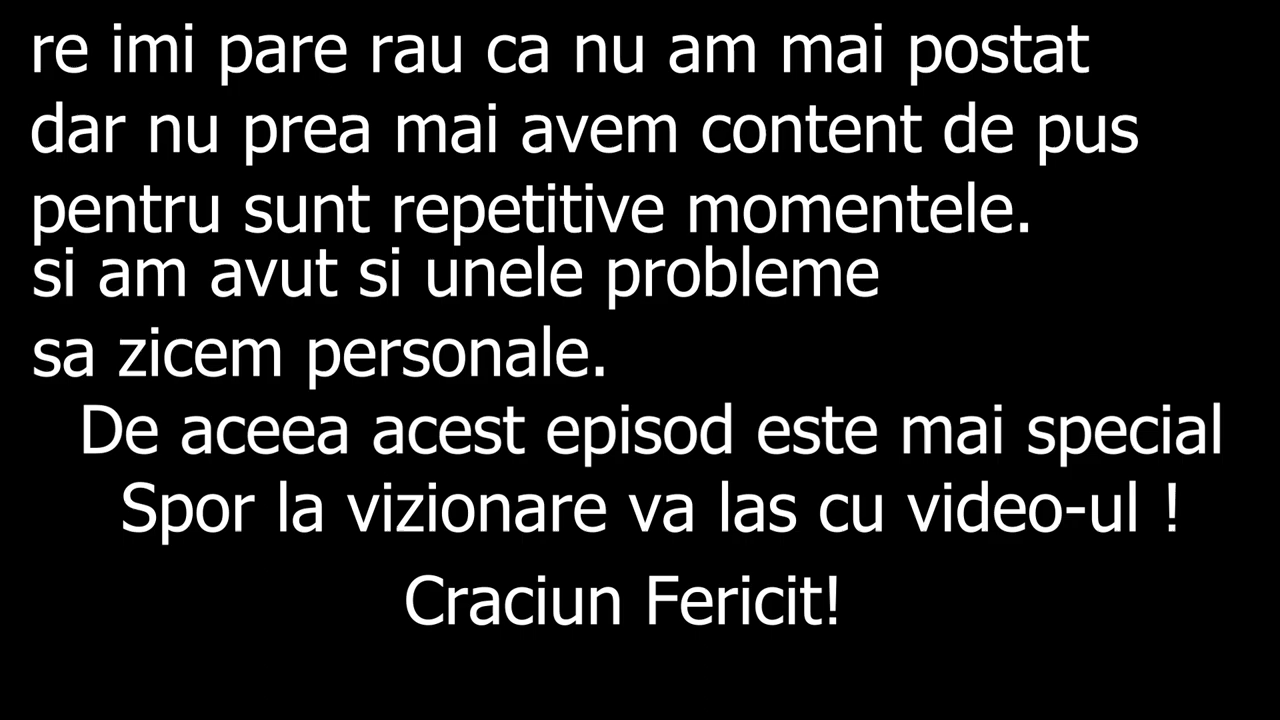 re imi pare rau ca nu am mai postat
dar nu prea mai avem content de pus
pentru sunt repetitive momentele.
si am avut si unele probleme
sa zicem personale.
De aceea acest episod este mai special
Spor la vizionare va las cu video-ul !
Craciun Fericit!